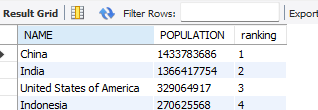 Result Grid Filter Rows: Export
NAME POPULATION ranking
China 1433783686 1
India 1366417754 2
United States of America 329064917 3
Indonesia 270625568 4